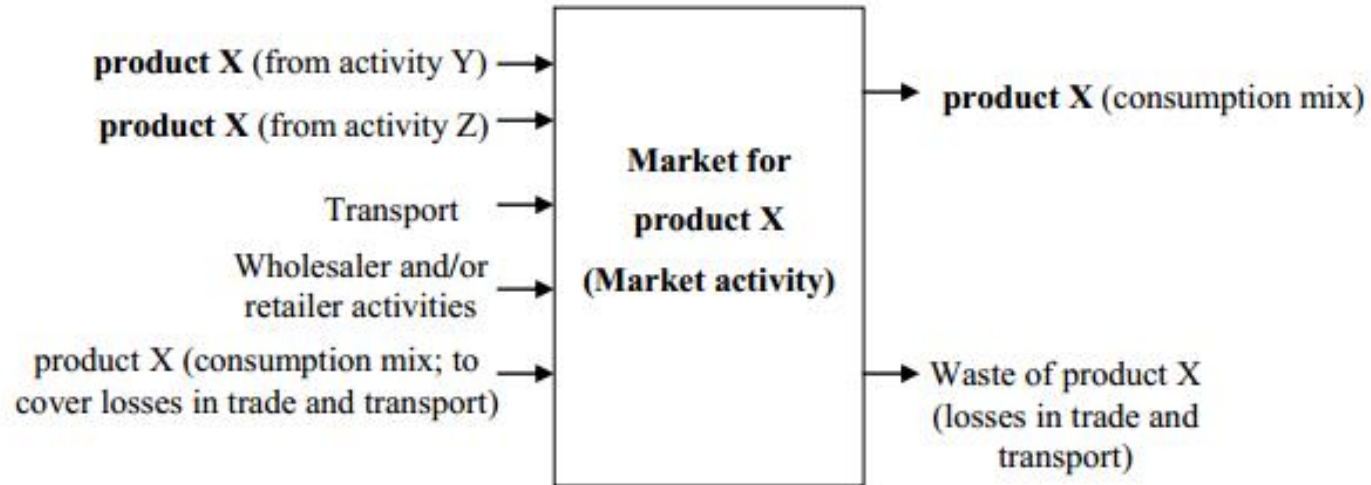 product X (from activity Y)
product X (from activity Z)
Transport
Wholesaler and/or
retailer activities
product X (consumption mix; to
cover losses in trade and transport)
Market for
product X
(Market activity)
product X (consumption mix)
Waste of product X
(losses in trade and
transport)